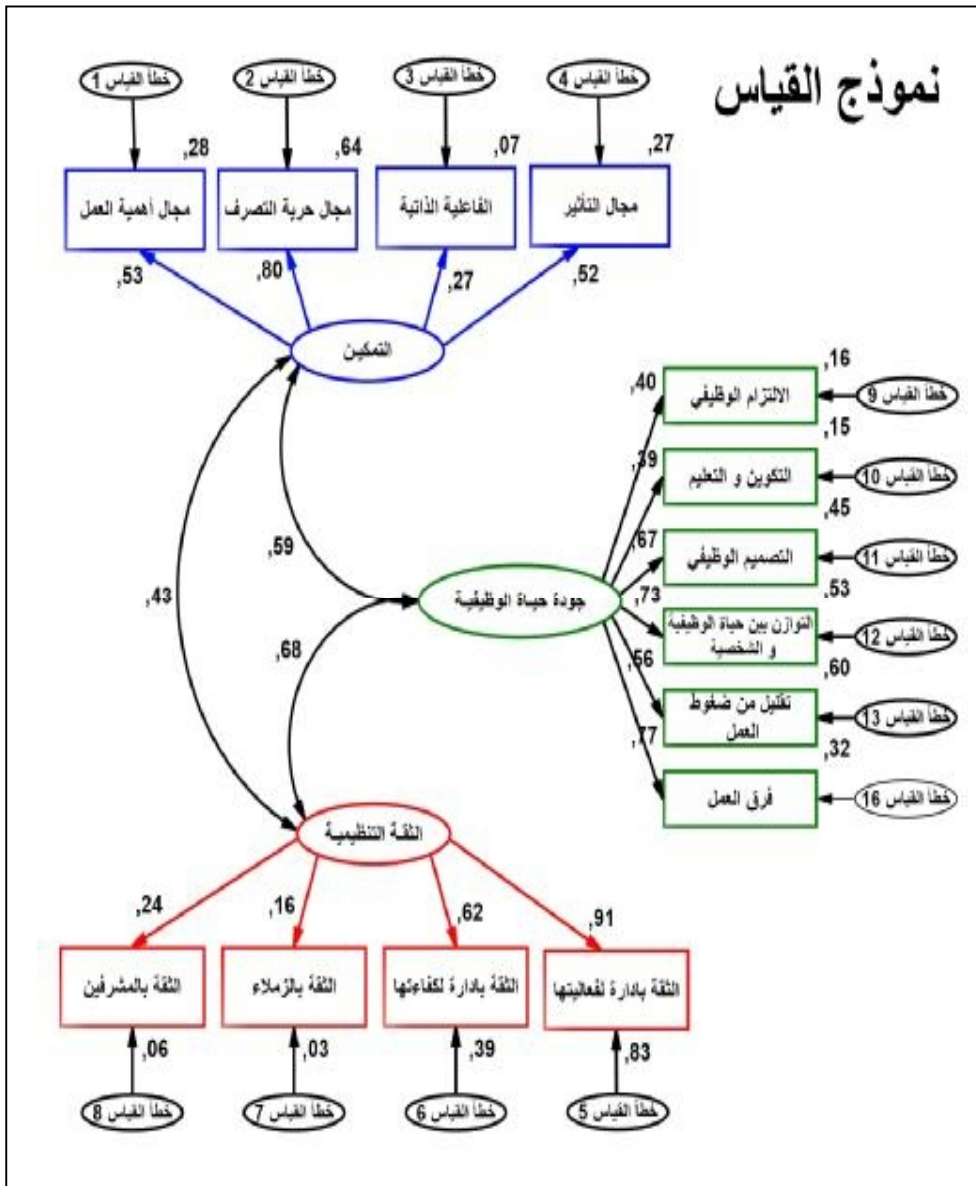 نموذج القياس
خطأ القياس 1
خطأ القياس 2
خطأ القياس 3
خطأ القياس 4
,28
,64
,07
,27
مجال أهمية العمل
مجال حرية التصرف
الفاعلية الذاتية
مجال التأثير
,53
,80
,27
,52
التمكين
,16
,40
الالتزام الوظيفي
خطأ القياس 9
,15
,39
التكوين و التعليم
خطأ القياس 10
,45
,67
التصميم الوظيفي
خطأ القياس 11
,53
,73
التوازن بين حياة الوظيفية
و الشخصية
خطأ القياس 12
,60
,56
تقليل من ضغوط
العمل
خطأ القياس 13
,32
,77
فرق العمل
خطأ القياس 16
,59
,43
جودة حياة الوظيفية
,68
الثقة التنظيمية
,24
,16
,62
,91
الثقة بالمشرفين
الثقة بالزملاء
الثقة بادارة لكفاءتها
الثقة بادارة لفعاليتها
,06
,03
,39
,83
خطأ القياس 8
خطأ القياس 7
خطأ القياس 6
خطأ القياس 5